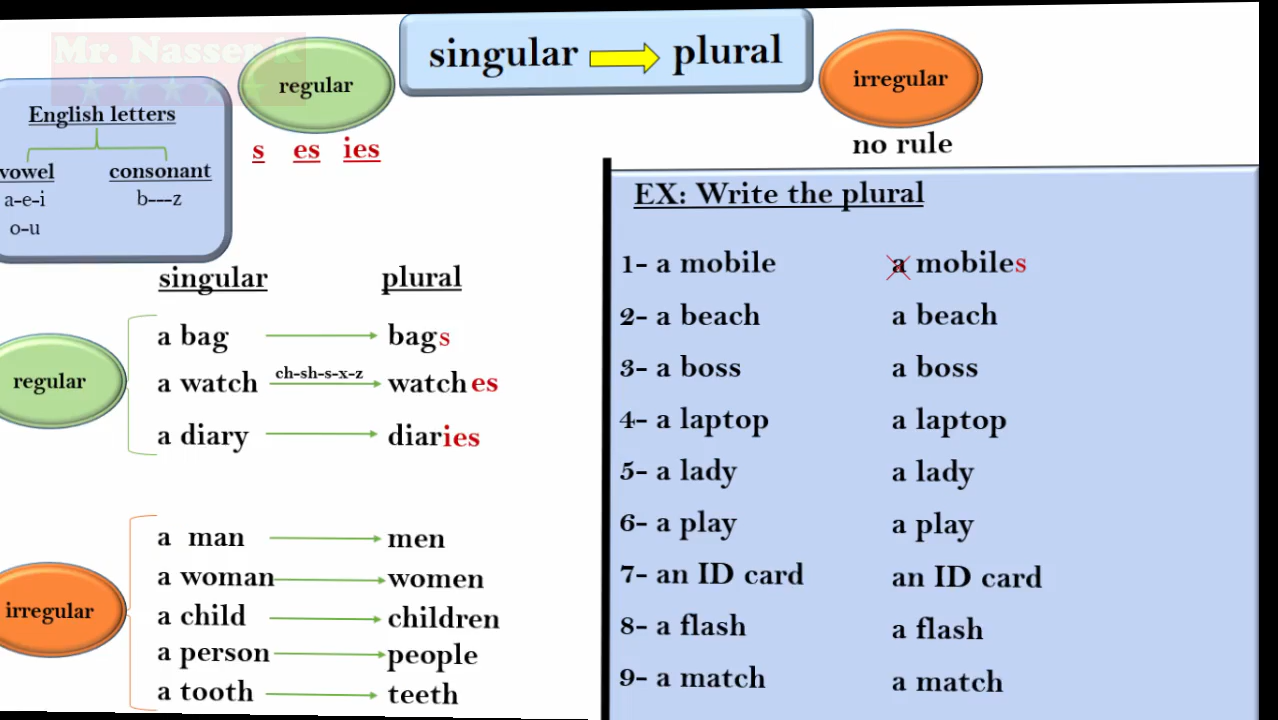 Mr. Nasser k
singular plural
regular
irregular
s es ies
no rule
English letters
vowel consonant
a-e-i b---z
o-u
singular plural
regular
a bag bags
a watch ch-sh-s-x-z watches
a diary diaries
irregular
a man men
a woman women
a child children
a person people
a tooth teeth
EX: Write the plural
1- a mobile a mobiles
2- a beach a beach
3- a boss a boss
4- a laptop a laptop
5- a lady a lady
6- a play a play
7- an ID card an ID card
8- a flash a flash
9- a match a match